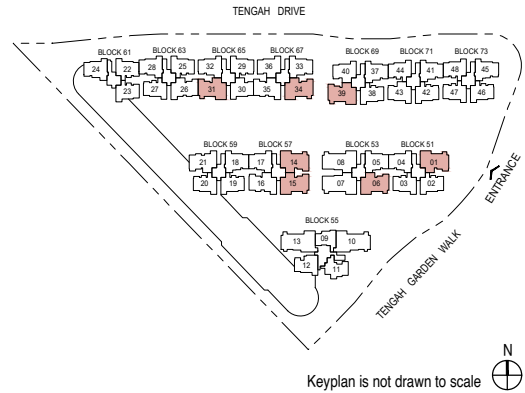 TENGAH DRIVE
BLOCK 61 BLOCK 63 BLOCK 65 BLOCK 67 BLOCK 69 BLOCK 71 BLOCK 73
24 22 28 25 32 29 36 33 40 37 44 41 48 45
23 27 26 31 30 35 34 39 38 43 42 47 46
BLOCK 59 BLOCK 57 BLOCK 53 BLOCK 51
21 18 17 14 08 05 04 01
20 19 16 15 07 06 03 02
ENTRANCE
BLOCK 55
13 09 10
12 11
TENGAH GARDEN WALK
N
Keyplan is not drawn to scale